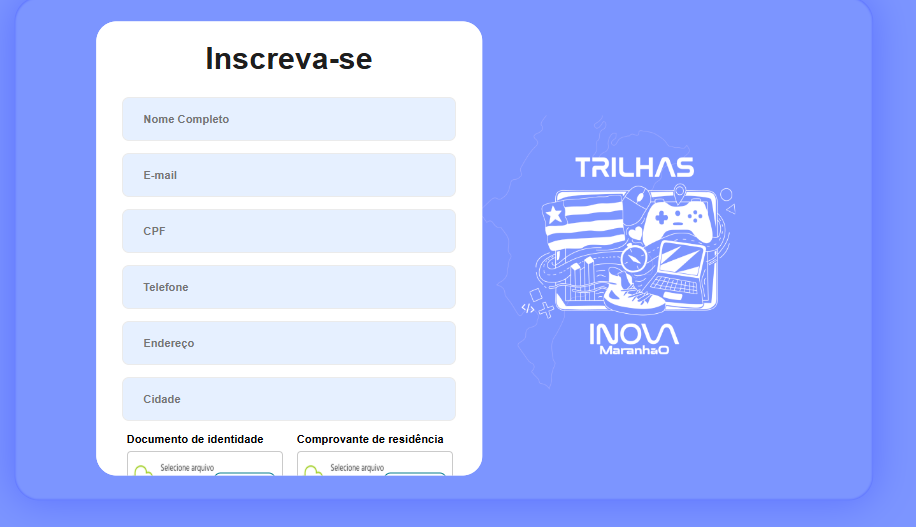 Inscreva-se
Nome Completo
E-mail
CPF
Telefone
Endereço
Cidade
Documento de identidade
Comprovante de residência
Selecione arquivo
Selecione arquivo
TRILHAS
</>
INOVA
MaranhaO